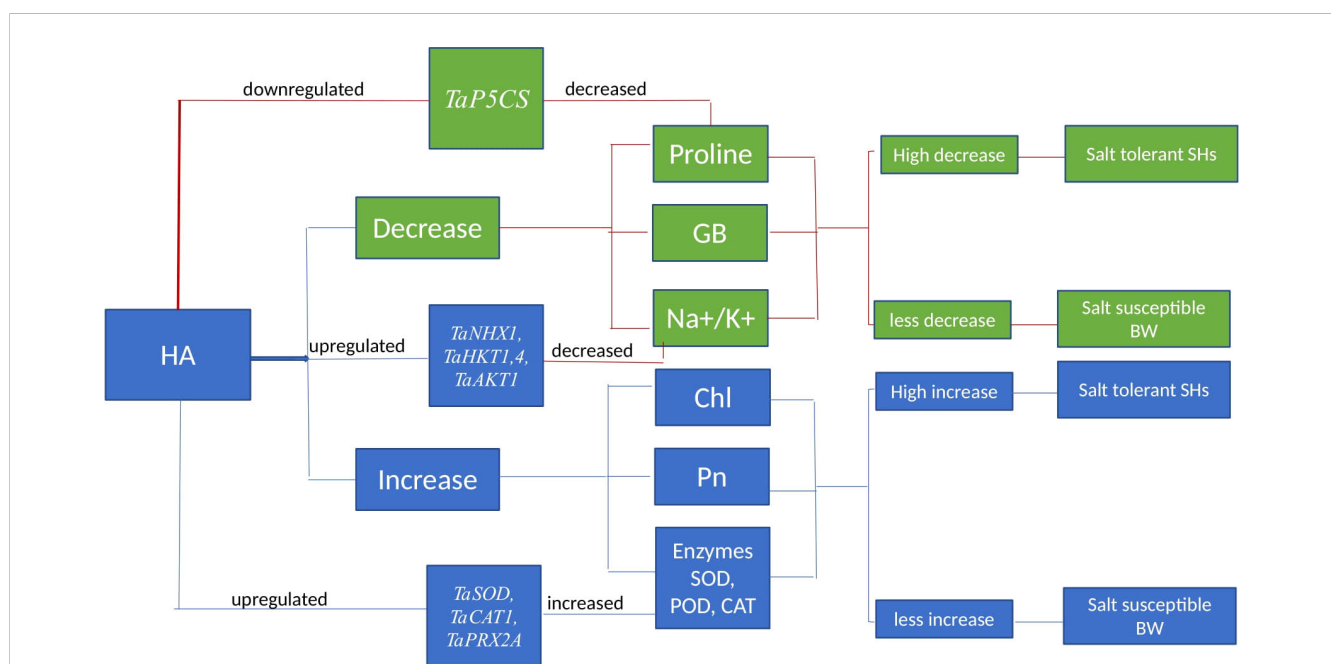 downregulated
TaP5CS
decreased
Proline
High decrease
Salt tolerant SHs
Decrease
GB
HA
upregulated
TaNHX1,
TaHKT1,4,
TaAKT1
decreased
Na+/K+
less decrease
Salt susceptible
BW
Chl
High increase
Salt tolerant SHs
Increase
Pn
upregulated
TaSOD,
TaCAT1,
TaPRX2A
increased
Enzymes
SOD,
POD, CAT
less increase
Salt susceptible
BW